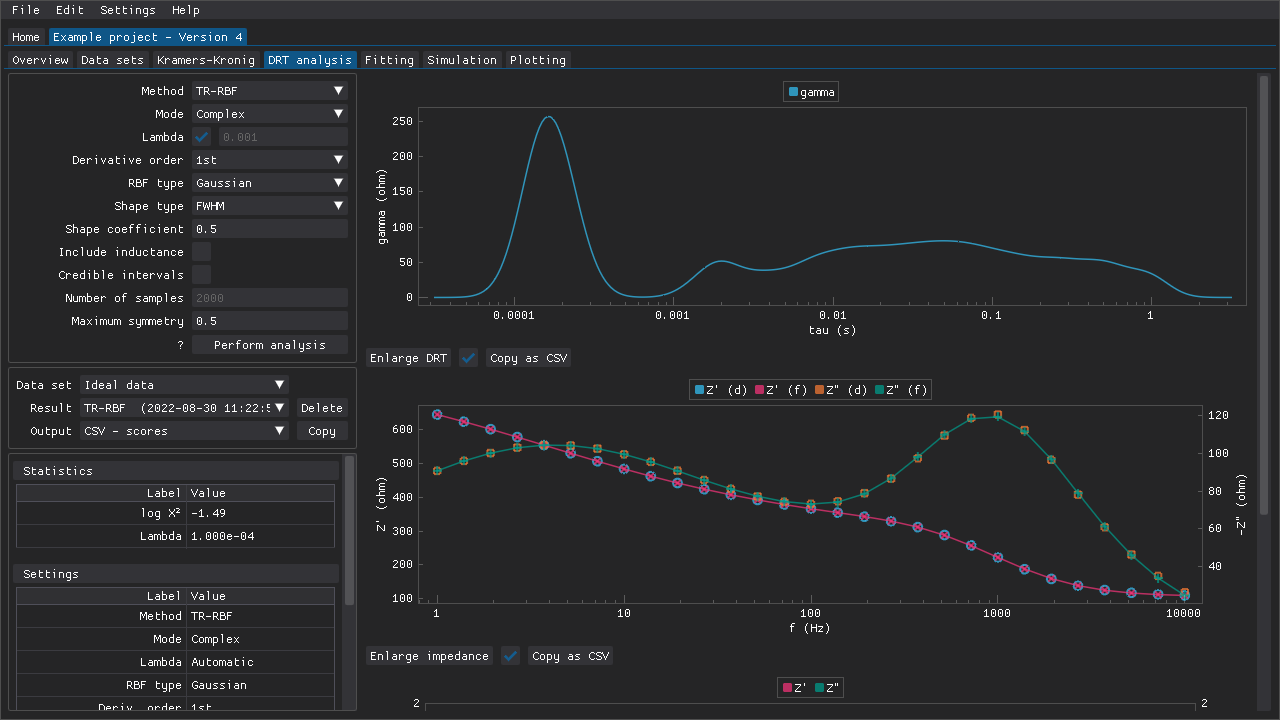 File Edit Settings Help
Home Example project - Version 4
Overview Data sets Kramers-Kronig DRT analysis Fitting Simulation Plotting
Method TR-RBF
Mode Complex
Lambda 0.001
Derivative order 1st
RBF type Gaussian
Shape type FWHM
Shape coefficient 0.5
Include inductance
Credible intervals
Number of samples 2000
Maximum symmetry 0.5
? Perform analysis
Data set Ideal data
Result TR-RBF (2022-08-30 11:22:5 Delete
Output CSV - scores Copy
Statistics
Label Value
log X² -1.49
Lambda 1.000e-04
Settings
Label Value
Method TR-RBF
Mode Complex
Lambda Automatic
RBF type Gaussian
Deriv. order 1st
gamma
gamma (ohm)
250
200
150
100
50
0
0.0001 0.001 0.01 0.1 1
tau (s)
Enlarge DRT Copy as CSV
Z' (d) Z' (f) Z" (d) Z" (f)
Z' (ohm)
600
500
400
300
200
100
120
100
80
60
40
-Z" (ohm)
1 10 100 1000 10000
f (Hz)
Enlarge impedance Copy as CSV
Z' Z"
2 2